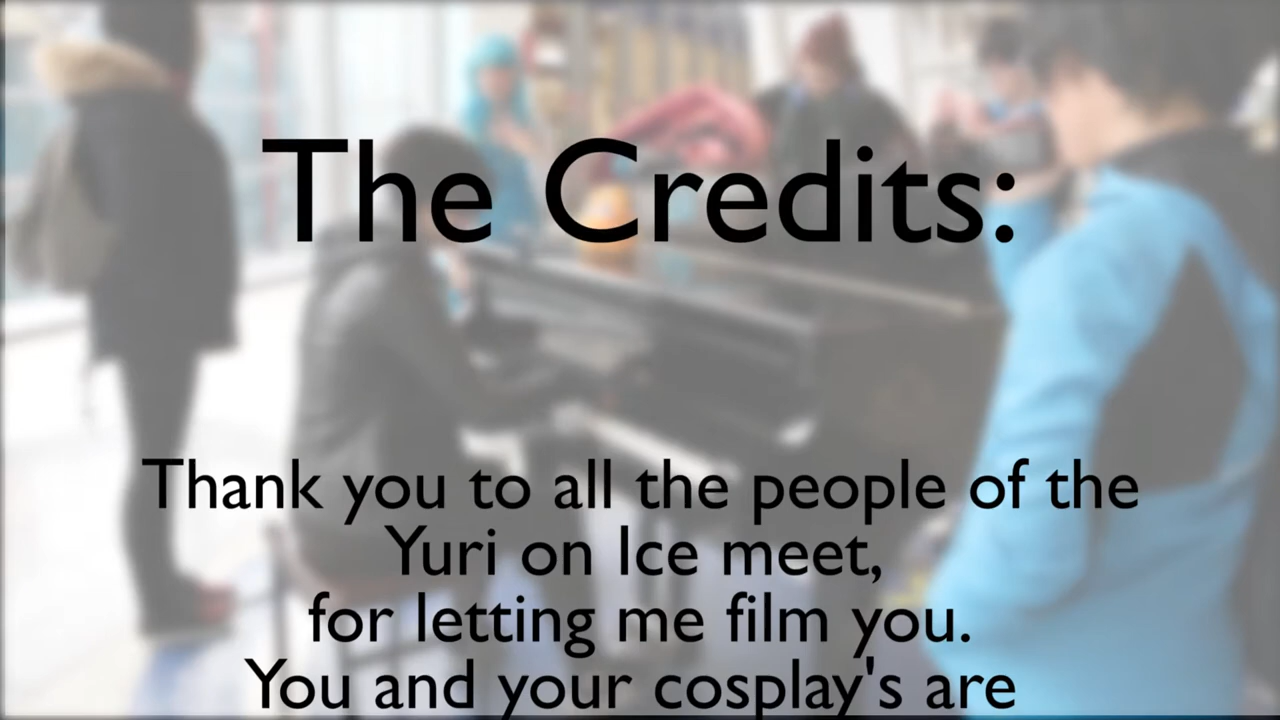 The Credits:
Thank you to all the people of the
Yuri on Ice meet,
for letting me film you.
You and your cosplay's are